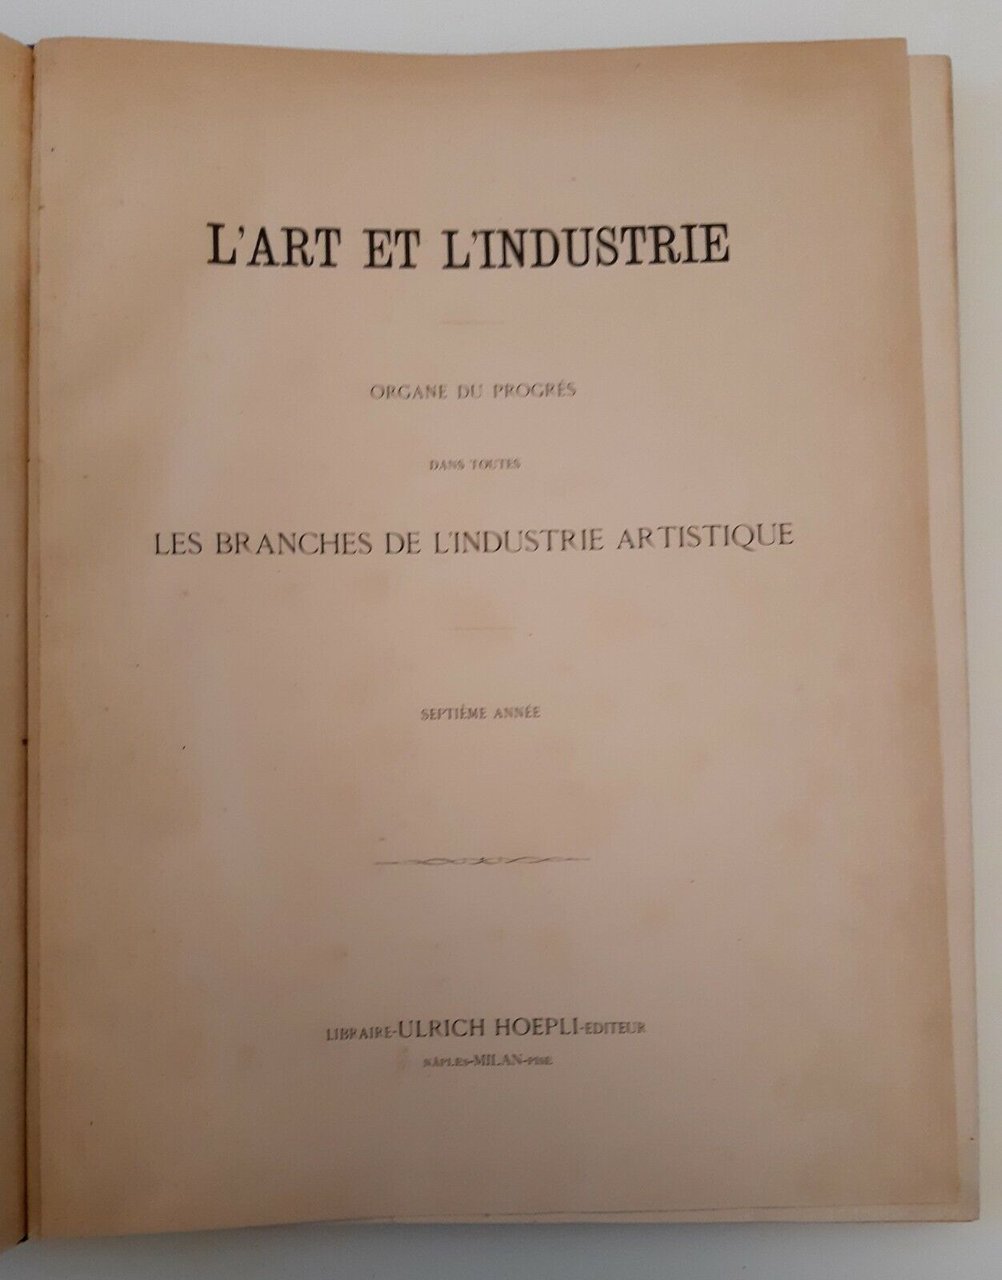 L'ART ET L'INDUSTRIE
ORGANE DU PROGRÉS
DANS TOUTES
LES BRANCHES DE L'INDUSTRIE ARTISTIQUE
SEPTIÉME ANNÉE
LIBRAIRE-ULRICH HOEPLI-EDITEUR
NAPLES-MILAN-PISE